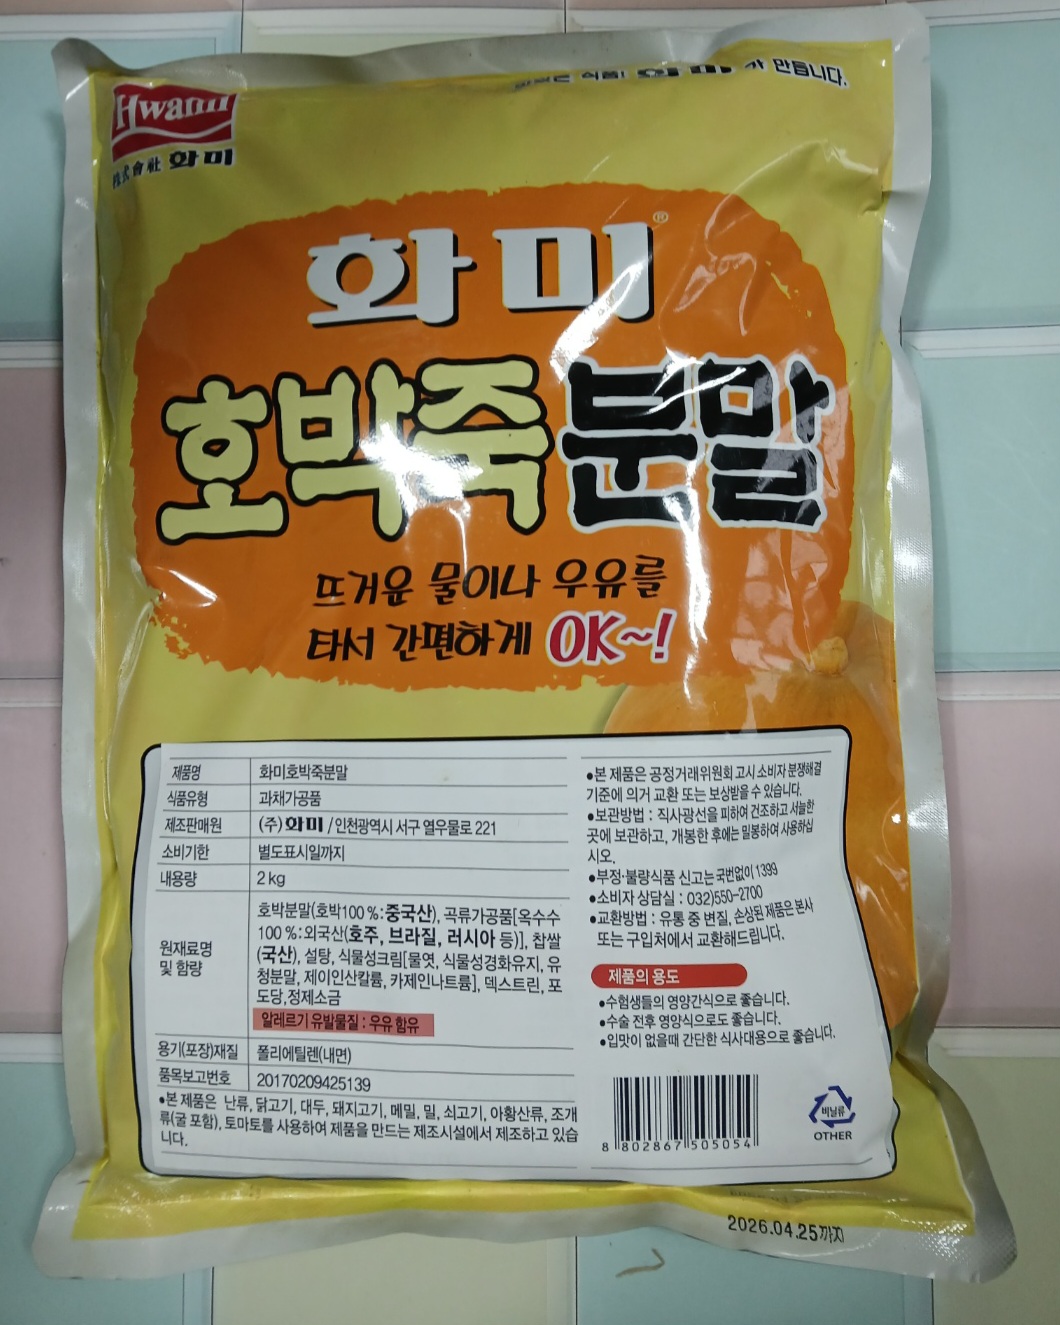 가 만듭니다.
Hwami
株式會社 화미
화미®
호박죽분말
뜨거운 물이나 우유를
타서 간편하게 OK~!
제품명 화미호박죽분말
식품유형 과채가공품
제조판매원 (주)화미/인천광역시 서구 열우물로 221
소비기한 별도표시일까지
내용량 2kg
원재료명
및 함량
호박분말(호박100%:중국산), 곡류가공품[옥수수
100%:외국산(호주, 브라질, 러시아 등)], 찹쌀
(국산), 설탕, 식물성크림[물엿, 식물성경화유지, 유
청분말, 제이인산칼륨, 카제인나트륨], 덱스트린, 포
도당,정제소금
알레르기 유발물질 : 우유 함유
용기(포장)재질 폴리에틸렌(내면)
품목보고번호 20170209425139
•본 제품은 난류, 닭고기, 대두, 돼지고기, 메밀, 밀, 쇠고기, 아황산류, 조개
류(굴 포함), 토마토를 사용하여 제품을 만드는 제조시설에서 제조하고 있습
니다.
•본 제품은 공정거래위원회 고시 소비자 분쟁해결
기준에 의거 교환 또는 보상받을 수 있습니다.
•보관방법 : 직사광선을 피하여 건조하고 서늘한
곳에 보관하고, 개봉한 후에는 밀봉하여 사용하십
시오.
•부정·불량식품 신고는 국번없이 1399
•소비자 상담실 : 032)550-2700
•교환방법 : 유통 중 변질, 손상된 제품은 본사
또는 구입처에서 교환해드립니다.
제품의 용도
•수험생들의 영양간식으로 좋습니다.
•수술 전후 영양식으로도 좋습니다.
•입맛이 없을때 간단한 식사대용으로 좋습니다.
8 802867 505054
비닐류
OTHER
2026.04.25까지